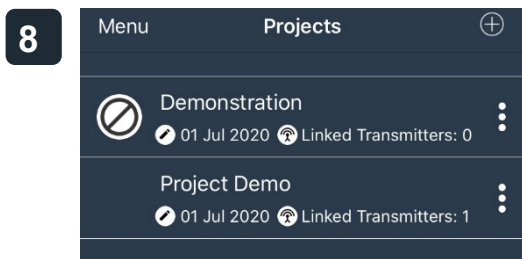 8
Menu Projects
Demonstration
01 Jul 2020 Linked Transmitters: 0
Project Demo
01 Jul 2020 Linked Transmitters: 1